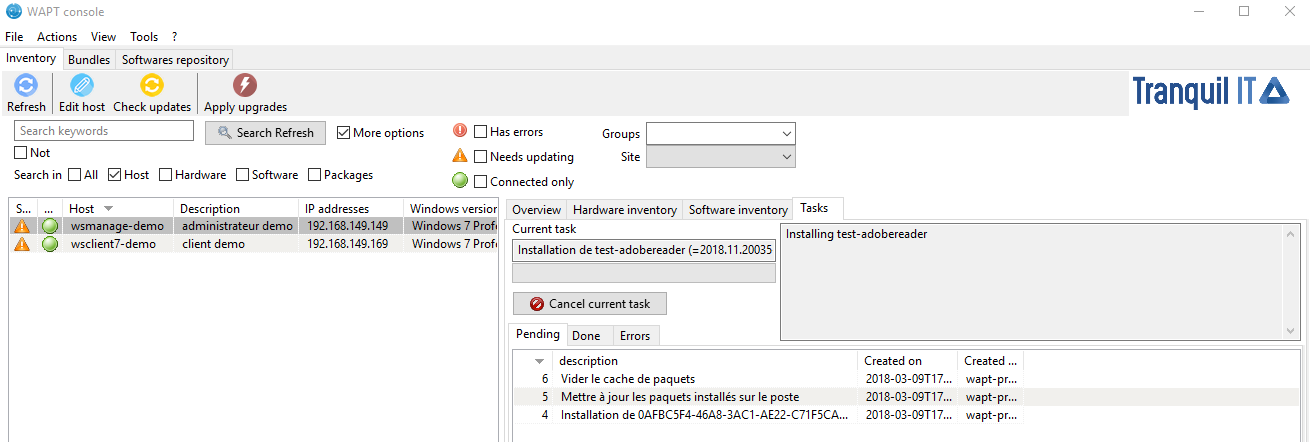 WAPT console
File Actions View Tools ?
Inventory Bundles Softwares repository
Refresh Edit host Check updates Apply upgrades
Tranquil IT
Search keywords Search Refresh More options Has errors Groups
Not Needs updating Site
Search in All Host Hardware Software Packages Connected only
S... ... Host Description IP addresses Windows version
wsmanage-demo administrateur demo 192.168.149.149 Windows 7 Prof
wsclient7-demo client demo 192.168.149.169 Windows 7 Prof
Overview Hardware inventory Software inventory Tasks
Current task
Installation de test-adobereader (=2018.11.20035
Installing test-adobereader
Cancel current task
Pending Done Errors
description Created on Created ...
6 Vider le cache de paquets 2018-03-09T17... wapt-pr...
5 Mettre à jour les paquets installés sur le poste 2018-03-09T17... wapt-pr...
4 Installation de 0AFBC5F4-46A8-3AC1-AE22-C71F5CA... 2018-03-09T17... wapt-pr...